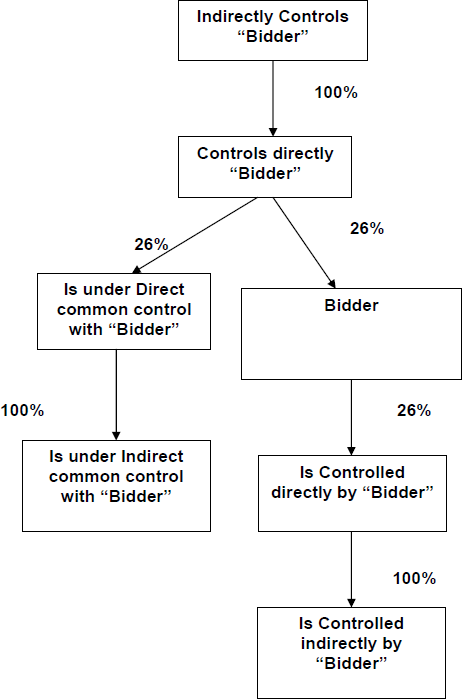 Indirectly Controls
“Bidder”
100%
Controls directly
“Bidder”
26%
26%
Is under Direct
common control
with “Bidder”
Bidder
100%
26%
Is under Indirect
common control
with “Bidder”
Is Controlled
directly by “Bidder”
100%
Is Controlled
indirectly by
“Bidder”